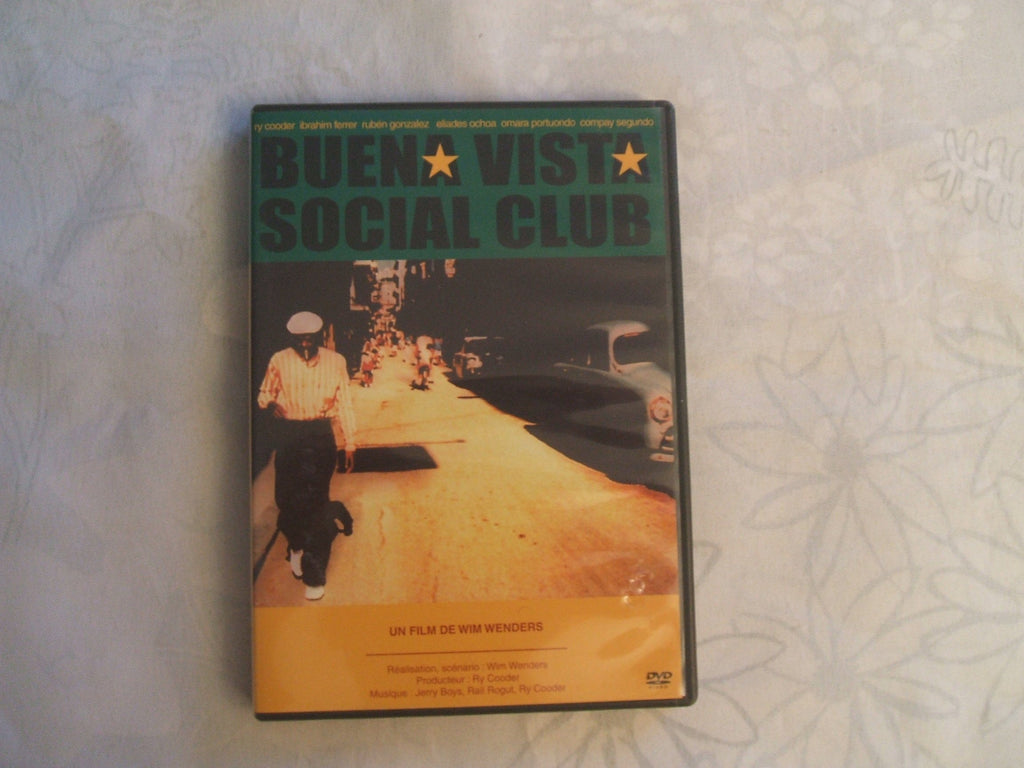 ry cooder ibrahim ferrer rubén gonzalez eliades ochoa omara portuondo compay segundo
BUENA VISTA
SOCIAL CLUB
UN FILM DE WIM WENDERS
Réalisation, scénario : Wim Wenders
Producteur : Ry Cooder
Musique : Jerry Boys, Rail Rogut, Ry Cooder
DVD
VIDEO